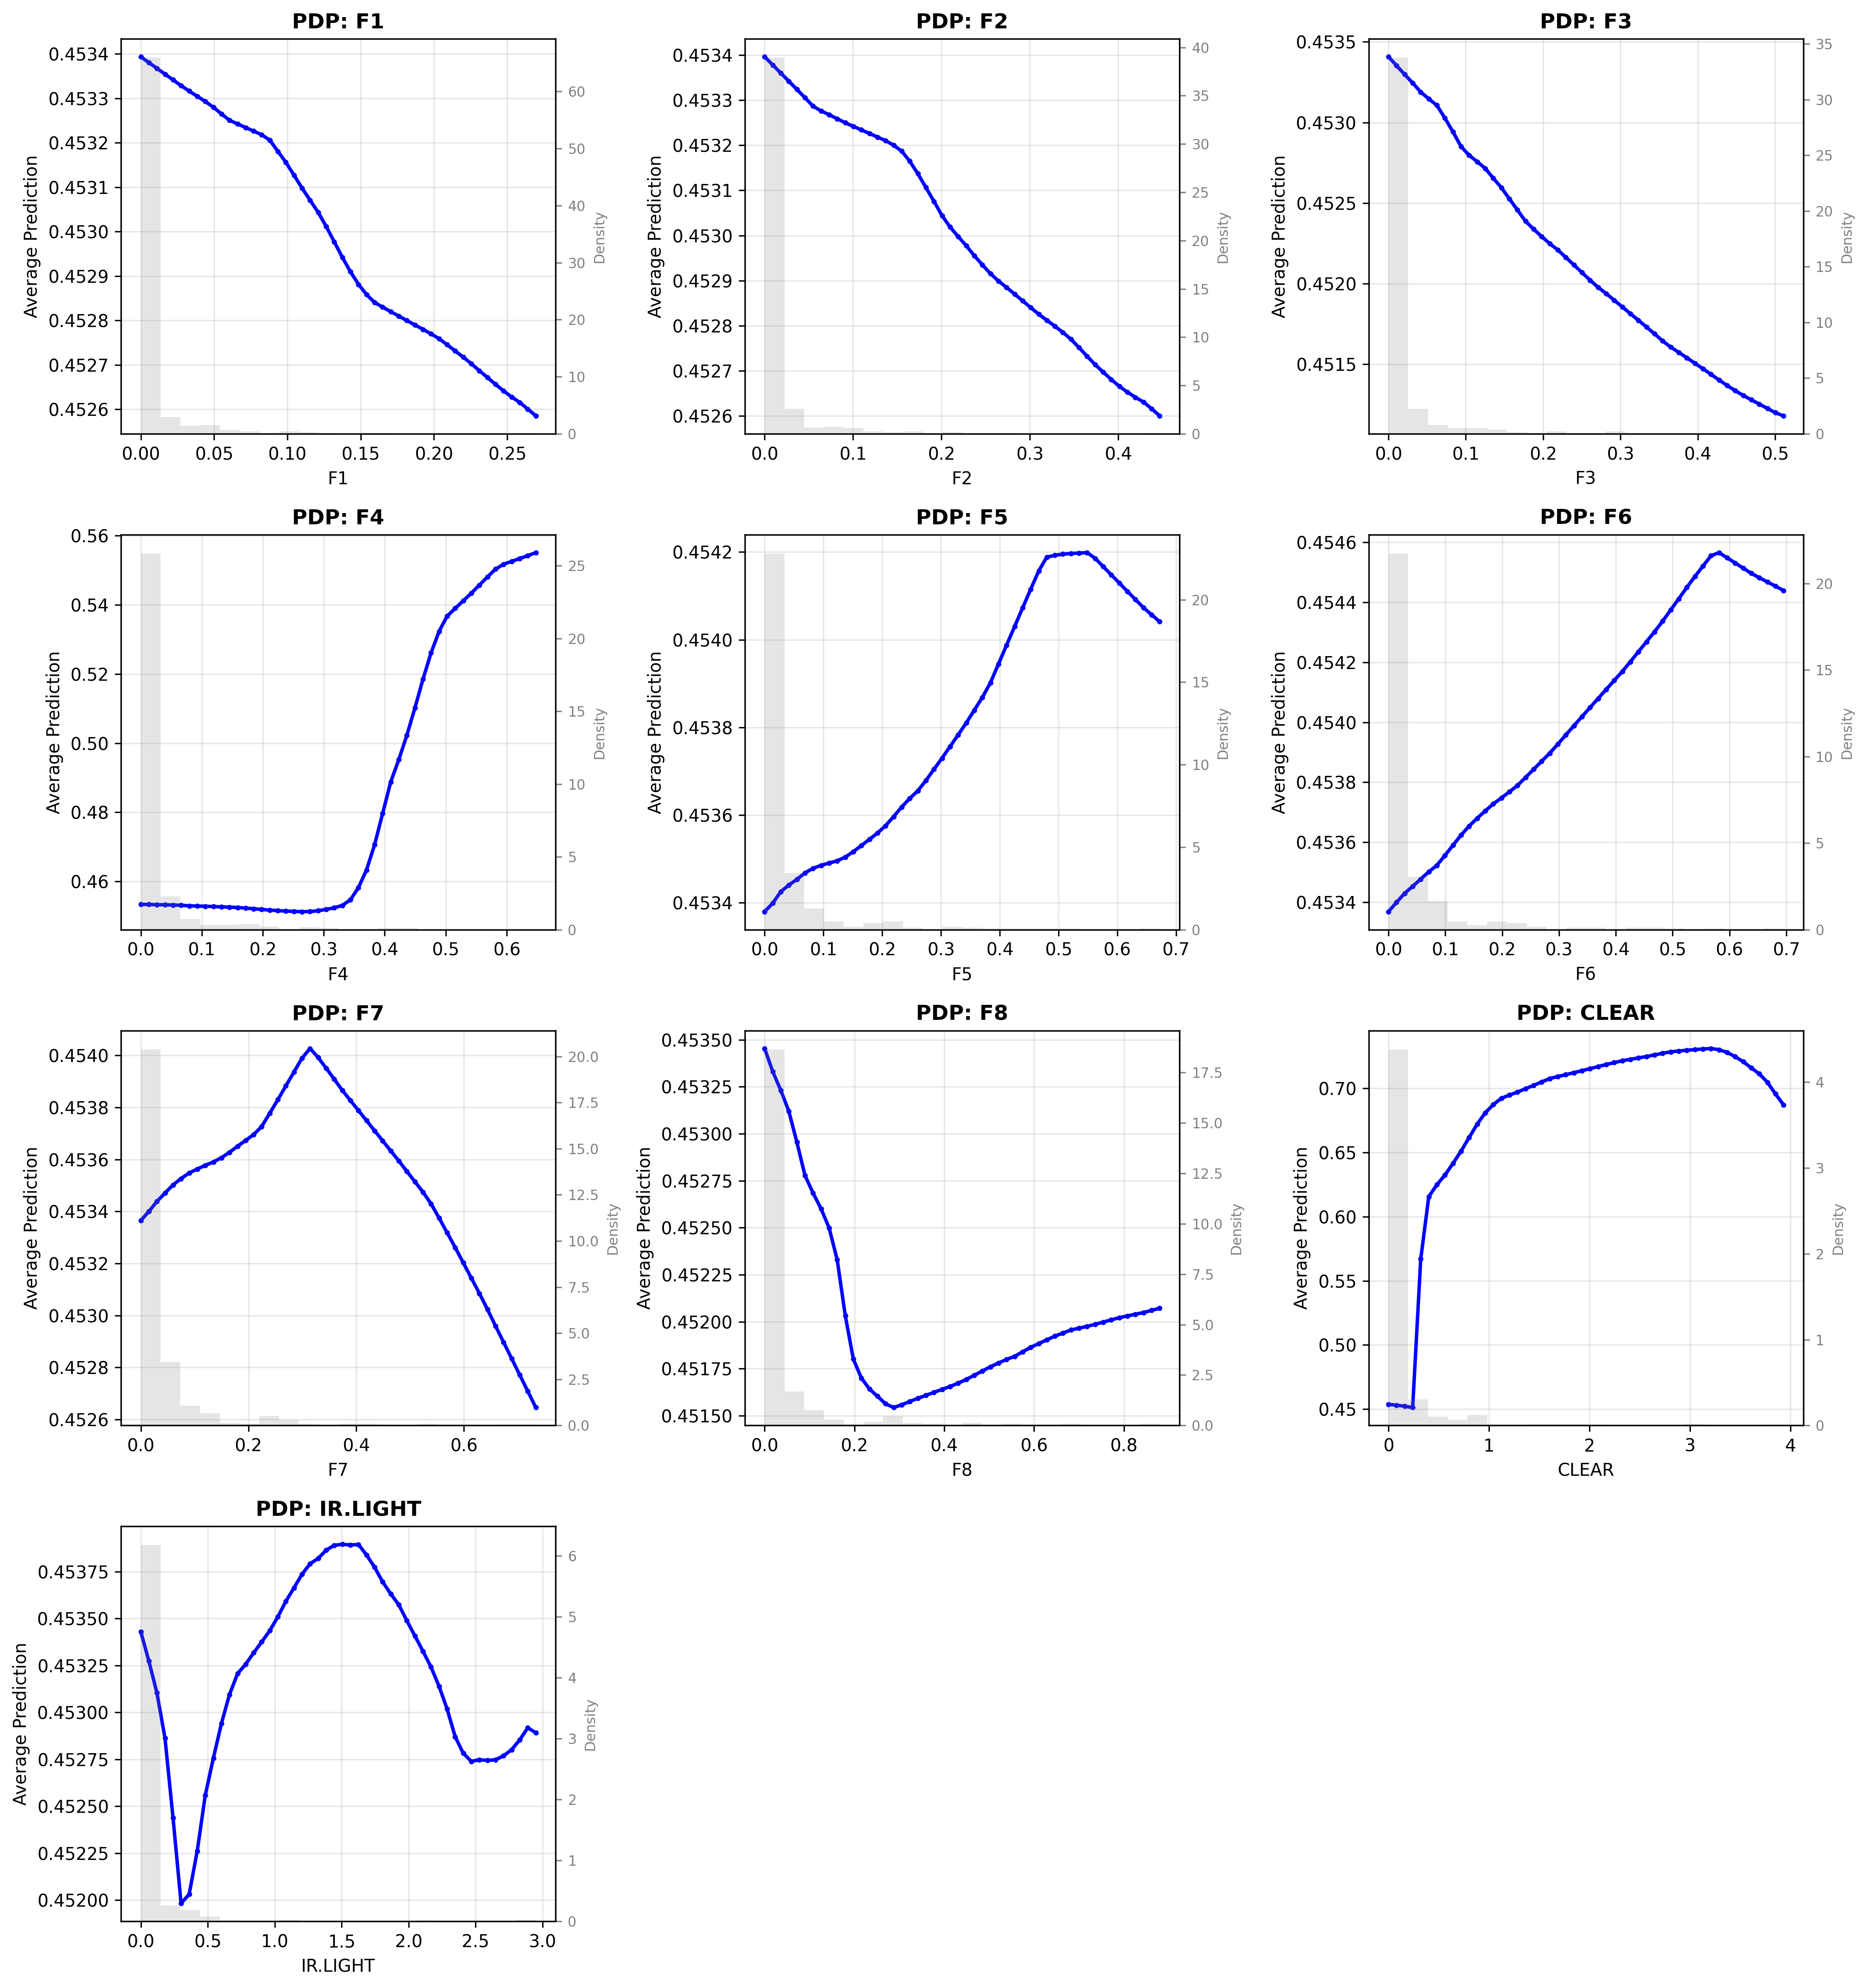 PDP: F1
Average Prediction
0.4534
0.4533
0.4532
0.4531
0.4530
0.4529
0.4528
0.4527
0.4526
60
50
40
30
20
10
0
Density
0.00 0.05 0.10 0.15 0.20 0.25
F1
PDP: F2
Average Prediction
0.4534
0.4533
0.4532
0.4531
0.4530
0.4529
0.4528
0.4527
0.4526
40
35
30
25
20
15
10
5
0
Density
0.0 0.1 0.2 0.3 0.4
F2
PDP: F3
Average Prediction
0.4535
0.4530
0.4525
0.4520
0.4515
35
30
25
20
15
10
5
0
Density
0.0 0.1 0.2 0.3 0.4 0.5
F3
PDP: F4
Average Prediction
0.56
0.54
0.52
0.50
0.48
0.46
25
20
15
10
5
0
Density
0.0 0.1 0.2 0.3 0.4 0.5 0.6
F4
PDP: F5
Average Prediction
0.4542
0.4540
0.4538
0.4536
0.4534
20
15
10
5
0
Density
0.0 0.1 0.2 0.3 0.4 0.5 0.6 0.7
F5
PDP: F6
Average Prediction
0.4546
0.4544
0.4542
0.4540
0.4538
0.4536
0.4534
20
15
10
5
0
Density
0.0 0.1 0.2 0.3 0.4 0.5 0.6 0.7
F6
PDP: F7
Average Prediction
0.4540
0.4538
0.4536
0.4534
0.4532
0.4530
0.4528
0.4526
20.0
17.5
15.0
12.5
10.0
7.5
5.0
2.5
0.0
Density
0.0 0.2 0.4 0.6
F7
PDP: F8
Average Prediction
0.45350
0.45325
0.45300
0.45275
0.45250
0.45225
0.45200
0.45175
0.45150
17.5
15.0
12.5
10.0
7.5
5.0
2.5
0.0
Density
0.0 0.2 0.4 0.6 0.8
F8
PDP: CLEAR
Average Prediction
0.70
0.65
0.60
0.55
0.50
0.45
4
3
2
1
0
Density
0 1 2 3 4
CLEAR
PDP: IR.LIGHT
Average Prediction
0.45375
0.45350
0.45325
0.45300
0.45275
0.45250
0.45225
0.45200
6
5
4
3
2
1
0
Density
0.0 0.5 1.0 1.5 2.0 2.5 3.0
IR.LIGHT